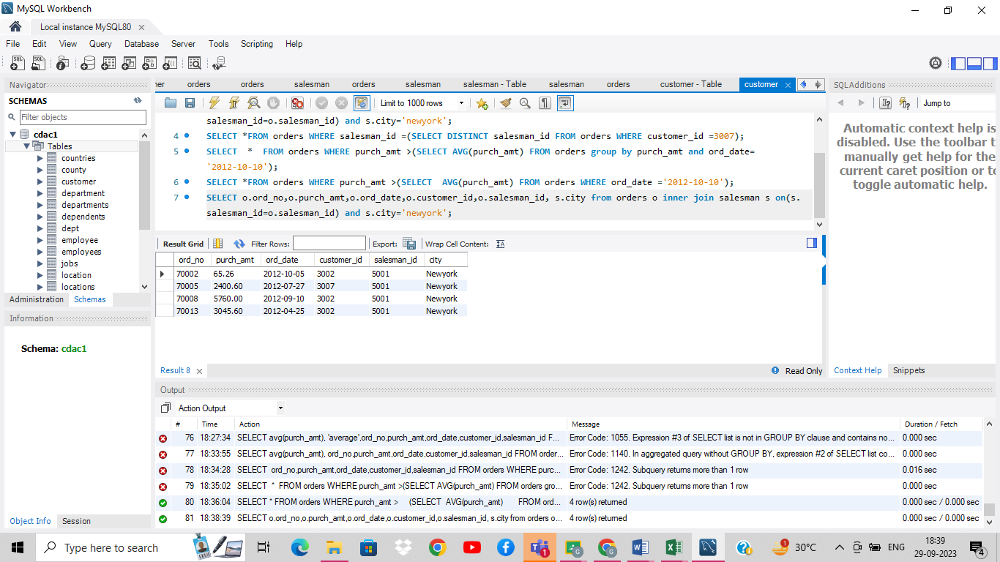 MySQL Workbench
Local instance MySQL80
File Edit View Query Database Server Tools Scripting Help
Navigator
SCHEMAS
Filter objects
cdac1
Tables
countries
county
customer
department
departments
dependents
dept
employee
employees
jobs
location
locations
Administration Schemas
Information
Schema: cdac1
Object Info Session
ner orders orders salesman orders salesman salesman - Table salesman orders customer - Table customer
Limit to 1000 rows
salesman_id=o.salesman_id) and s.city='newyork';
4 SELECT *FROM orders WHERE salesman_id =(SELECT DISTINCT salesman_id FROM orders WHERE customer_id =3007);
5 SELECT * FROM orders WHERE purch_amt >(SELECT AVG(purch_amt) FROM orders group by purch_amt and ord_date=
'2012-10-10');
6 SELECT *FROM orders WHERE purch_amt >(SELECT AVG(purch_amt) FROM orders WHERE ord_date ='2012-10-10');
7 SELECT o.ord_no,o.purch_amt,o.ord_date,o.customer_id,o.salesman_id, s.city from orders o inner join salesman s on(s.
salesman_id=o.salesman_id) and s.city='newyork';
Result Grid Filter Rows: Export: Wrap Cell Content:
ord_no purch_amt ord_date customer_id salesman_id city
70002 65.26 2012-10-05 3002 5001 Newyork
70005 2400.60 2012-07-27 3007 5001 Newyork
70008 5760.00 2012-09-10 3002 5001 Newyork
70013 3045.60 2012-04-25 3002 5001 Newyork
Result 8 Read Only
SQLAdditions
Jump to
Automatic context help is
disabled. Use the toolbar t
manually get help for the
current caret position or to
toggle automatic help.
Context Help Snippets
Output
Action Output
# Time Action Message Duration / Fetch
76 18:27:34 SELECT avg(purch_amt), 'average',ord_no,purch_amt,ord_date,customer_id,salesman_id F... Error Code: 1055. Expression #3 of SELECT list is not in GROUP BY clause and contains no... 0.000 sec
77 18:33:55 SELECT avg(purch_amt), ord_no,purch_amt,ord_date,customer_id,salesman_id FROM order... Error Code: 1140. In aggregated query without GROUP BY, expression #2 of SELECT list co... 0.000 sec
78 18:34:28 SELECT ord_no,purch_amt,ord_date,customer_id,salesman_id FROM orders WHERE purc... Error Code: 1242. Subquery returns more than 1 row 0.016 sec
79 18:35:02 SELECT * FROM orders WHERE purch_amt >(SELECT AVG(purch_amt) FROM orders gro... Error Code: 1242. Subquery returns more than 1 row 0.000 sec
80 18:36:04 SELECT * FROM orders WHERE purch_amt > (SELECT AVG(purch_amt) FROM ord... 4 row(s) returned 0.000 sec / 0.000 sec
81 18:38:39 SELECT o.ord_no,o.purch_amt,o.ord_date,o.customer_id,o.salesman_id, s.city from orders o... 4 row(s) returned 0.000 sec / 0.000 sec
Type here to search
1
1
30°C
ENG
18:39
29-09-2023
4